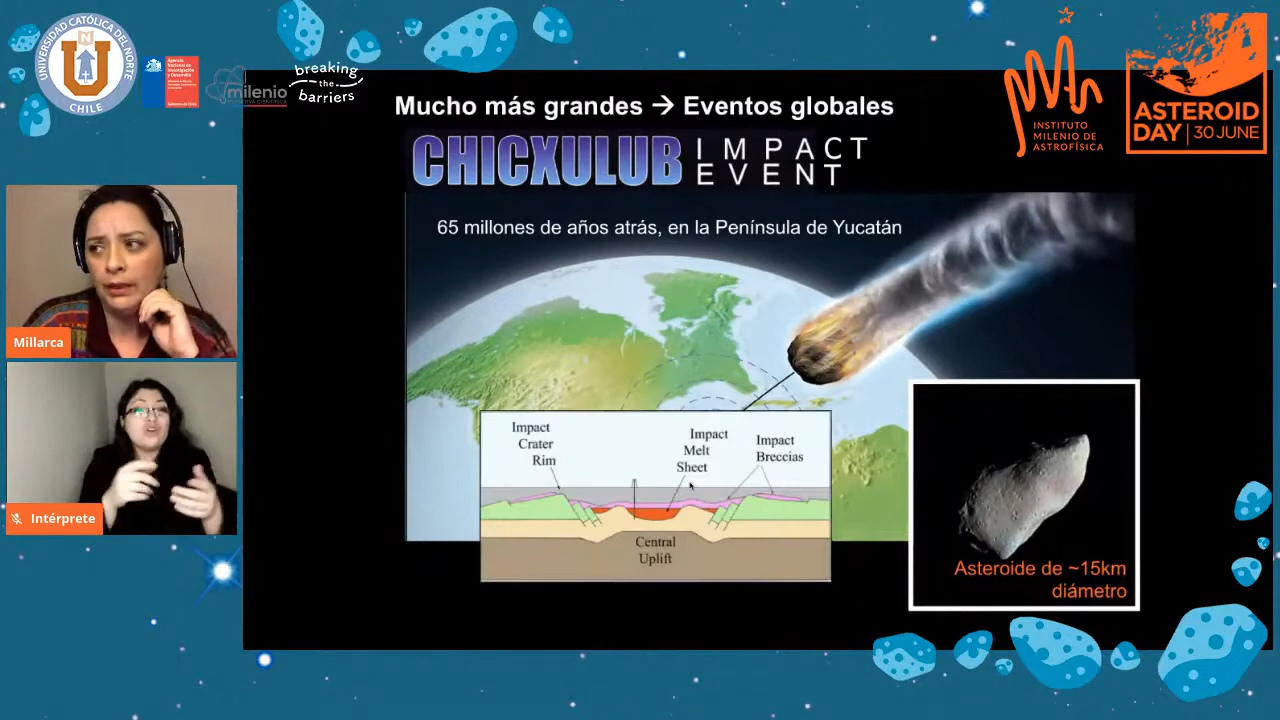 UNIVERSIDAD CATÓLICA DEL NORTE
N
CHILE
milenio
breaking
the
barriers
Mucho más grandes → Eventos globales
CHICXULUB IMPACT
EVENT
INSTITUTO
MILENIO DE
ASTROFÍSICA
ASTEROID
DAY | 30 JUNE
65 millones de años atrás, en la Península de Yucatán
Millarca
Intérprete
Impact
Crater
Rim
Impact
Melt
Sheet
Impact
Breccias
Central
Uplift
Asteroide de ~15km
diámetro